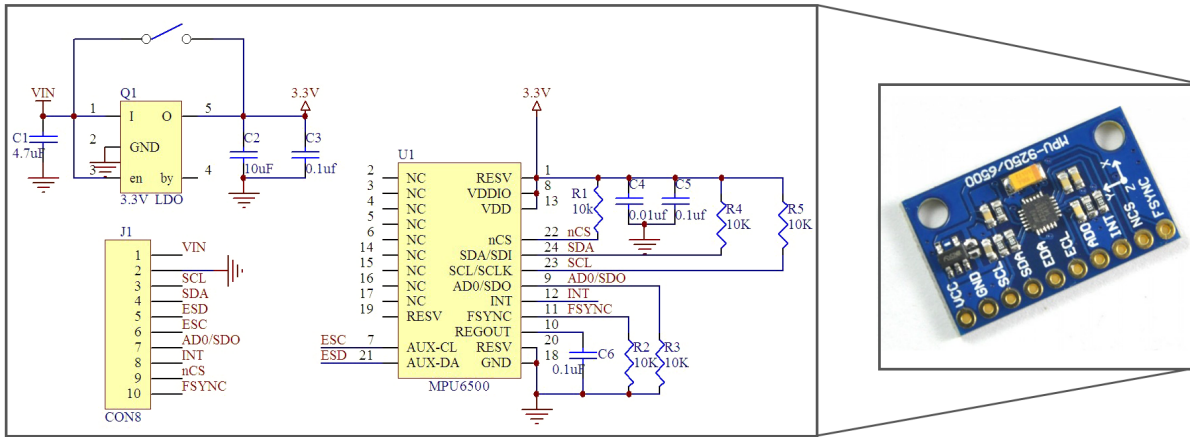 VIN
Q1
3.3V
1
I
O
5
C1
4.7uF
2
GND
C2
10uF
C3
0.1uf
3
en
by
4
3.3V LDO
J1
1
VIN
2
3
SCL
4
SDA
5
ESD
6
ESC
7
AD0/SDO
8
INT
9
nCS
10
FSYNC
CON8
3.3V
U1
2
NC
3
NC
4
NC
5
NC
6
NC
14
NC
15
NC
16
NC
17
NC
19
RESV
ESC
7
AUX-CL
ESD
21
AUX-DA
RESV
1
VDDIO
8
VDD
13
nCS
22
nCS
SDA/SDI
24
SDA
SCL/SCLK
23
SCL
AD0/SDO
9
AD0/SDO
INT
12
INT
FSYNC
11
FSYNC
REGOUT
10
RESV
20
GND
18
MPU6500
R1
10k
C4
0.01uf
C5
0.1uf
R4
10K
R5
10K
C6
0.1uF
R2
10K
R3
10K
MPU-9250/6500
X
Y
Z
VCC
GND
SCL
SDA
EDA
ECL
AD0
INT
NCS
FSYNC